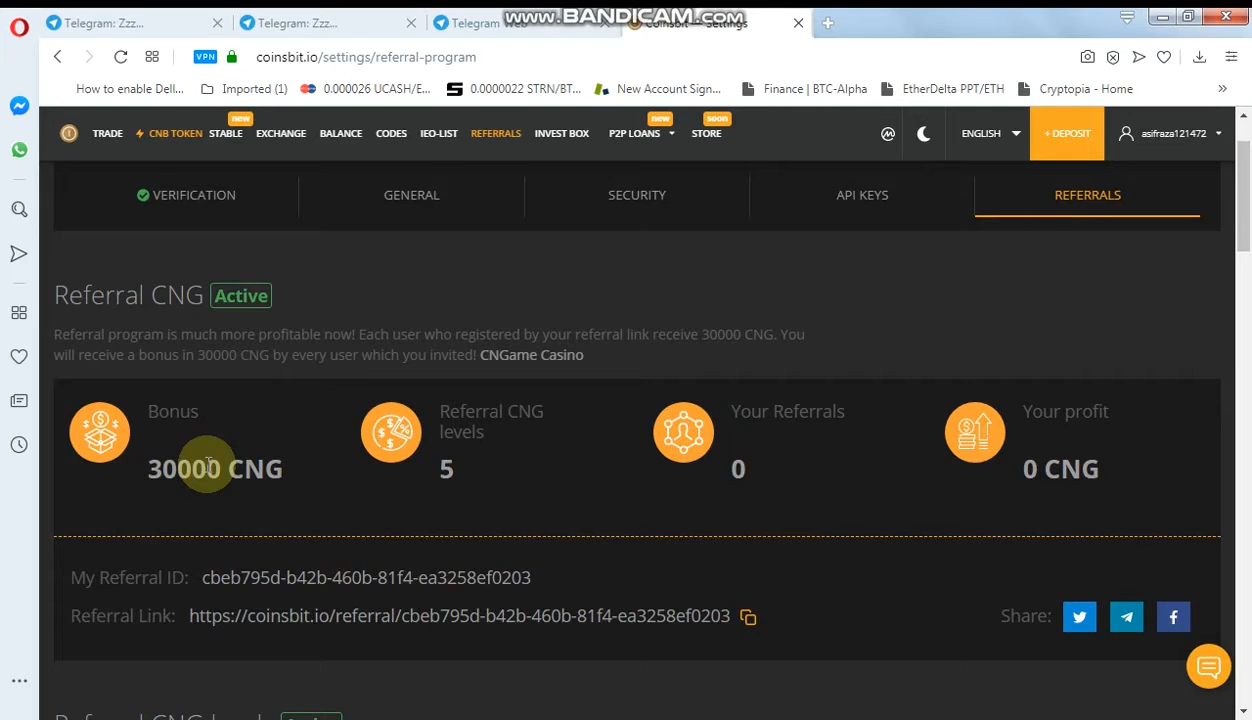 www.BANDICAM.com
Telegram: Zzz...
Telegram: Zzz...
Telegram Web
Coinsbit — Settings
VPN
coinsbit.io/settings/referral-program
How to enable Dell...
Imported (1)
0.000026 UCASH/E...
0.0000022 STRN/BT...
New Account Sign...
Finance | BTC-Alpha
EtherDelta PPT/ETH
Cryptopia - Home
TRADE
CNB TOKEN
new
STABLE
EXCHANGE
BALANCE
CODES
IEO-LIST
REFERRALS
INVEST BOX
P2P LOANS
new
STORE
soon
ENGLISH
+ DEPOSIT
asifraza121472
VERIFICATION
GENERAL
SECURITY
API KEYS
REFERRALS
Referral CNG Active
Referral program is much more profitable now! Each user who registered by your referral link receive 30000 CNG. You
will receive a bonus in 30000 CNG by every user which you invited! CNGame Casino
Bonus
30000 CNG
Referral CNG
levels
5
Your Referrals
0
Your profit
0 CNG
My Referral ID: cbeb795d-b42b-460b-81f4-ea3258ef0203
Referral Link: https://coinsbit.io/referral/cbeb795d-b42b-460b-81f4-ea3258ef0203
Share: